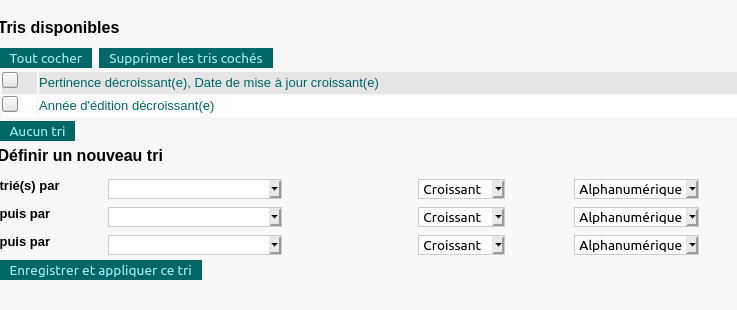 Tris disponibles
Tout cocher Supprimer les tris cochés
Pertinence décroissant(e), Date de mise à jour croissant(e)
Année d'édition décroissant(e)
Aucun tri
Définir un nouveau tri
trié(s) par Croissant Alphanumérique
puis par Croissant Alphanumérique
puis par Croissant Alphanumérique
Enregistrer et appliquer ce tri